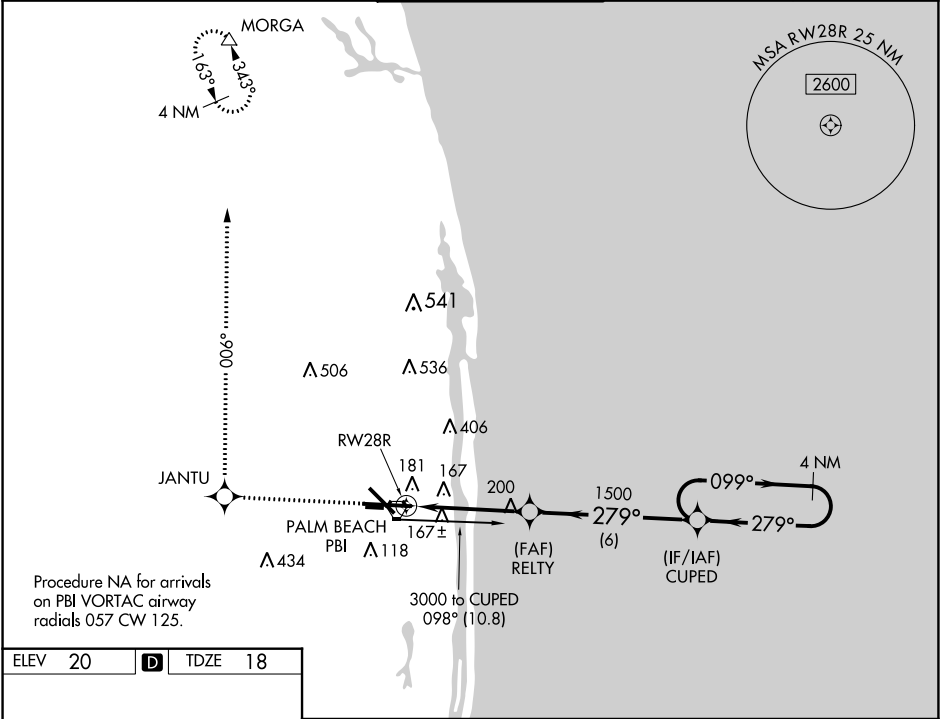 MORGA
343°
163°
4 NM
MSA RW28R 25 NM
2600
006°
541
506
536
406
RW28R
181
167
200
1500
099°
4 NM
JANTU
279°
279°
PALM BEACH
PBI
167±
(6)
(FAF)
RELTY
(IF/IAF)
CUPED
434
118
Procedure NA for arrivals
on PBI VORTAC airway
radials 057 CW 125.
3000 to CUPED
098° (10.8)
ELEV 20 D TDZE 18